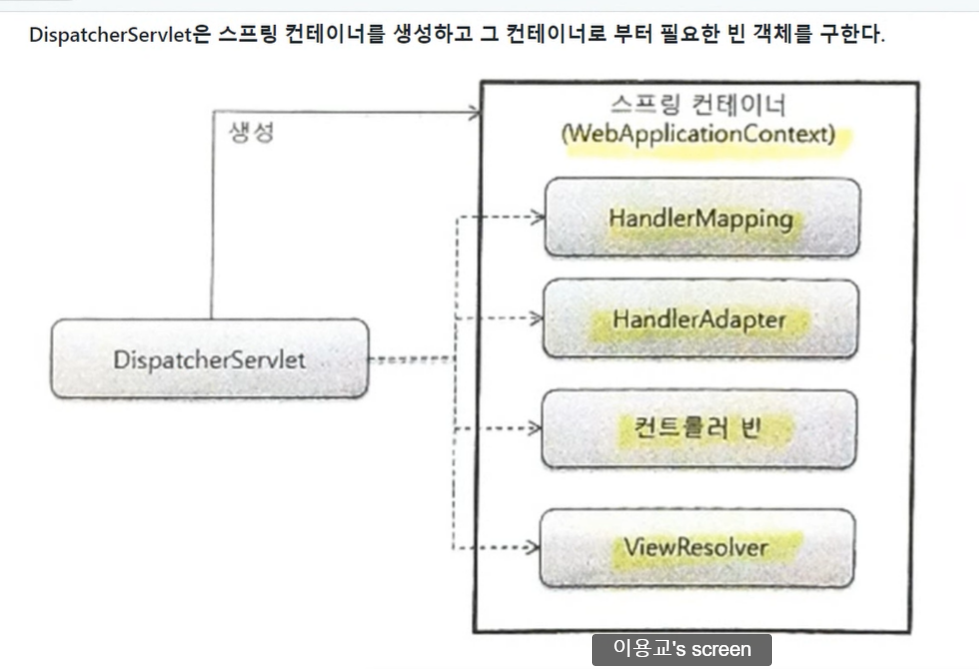 DispatcherServlet은 스프링 컨테이너를 생성하고 그 컨테이너로 부터 필요한 빈 객체를 구한다.
생성
스프링 컨테이너
(WebApplicationContext)
HandlerMapping
HandlerAdapter
DispatcherServlet
컨트롤러 빈
ViewResolver
이용교's screen